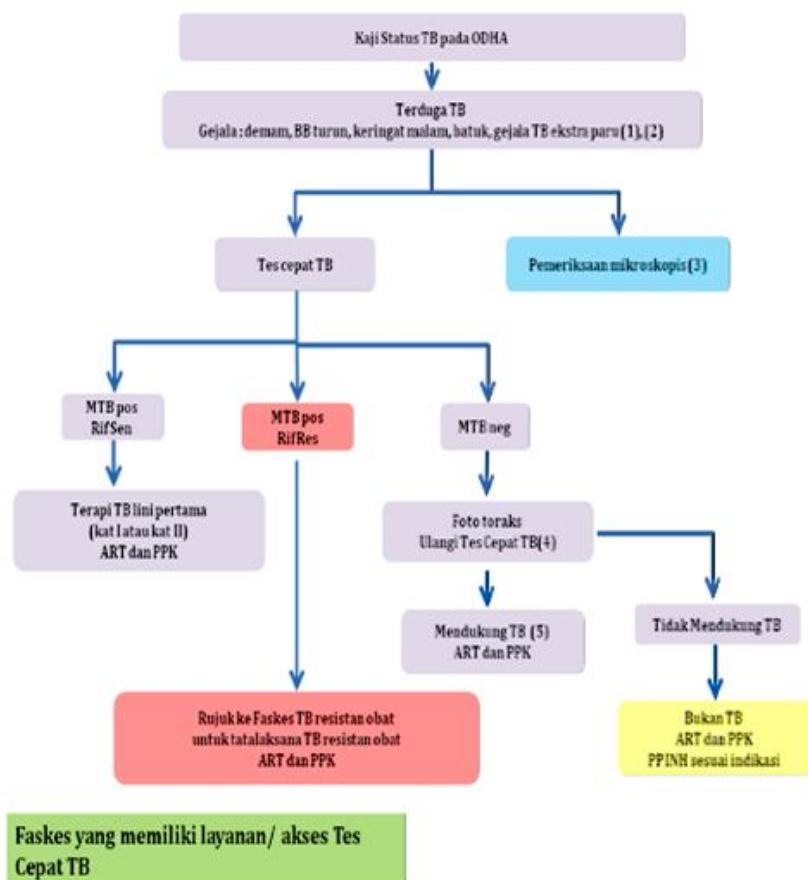 Kaji Status TB pada ODHA
Terduga TB
Gejala : demam, BB turun, keringat malam, batuk, gejala TB ekstra paru (1), (2)
Tes cepat TB
Pemeriksaan mikroskopis (3)
MTB pos
RifSen
MTB pos
RifRes
MTB neg
Terapi TB lini pertama
(kat I atau kat II)
ART dan PPK
Foto toraks
Ulangi Tes Cepat TB(4)
Mendukung TB (5)
ART dan PPK
Tidak Mendukung TB
Rujuk ke Faskes TB resistan obat
untuk tatalaksana TB resistan obat
ART dan PPK
Bukan TB
ART dan PPK
PP INH sesuai indikasi
Faskes yang memiliki layanan/ akses Tes
Cepat TB